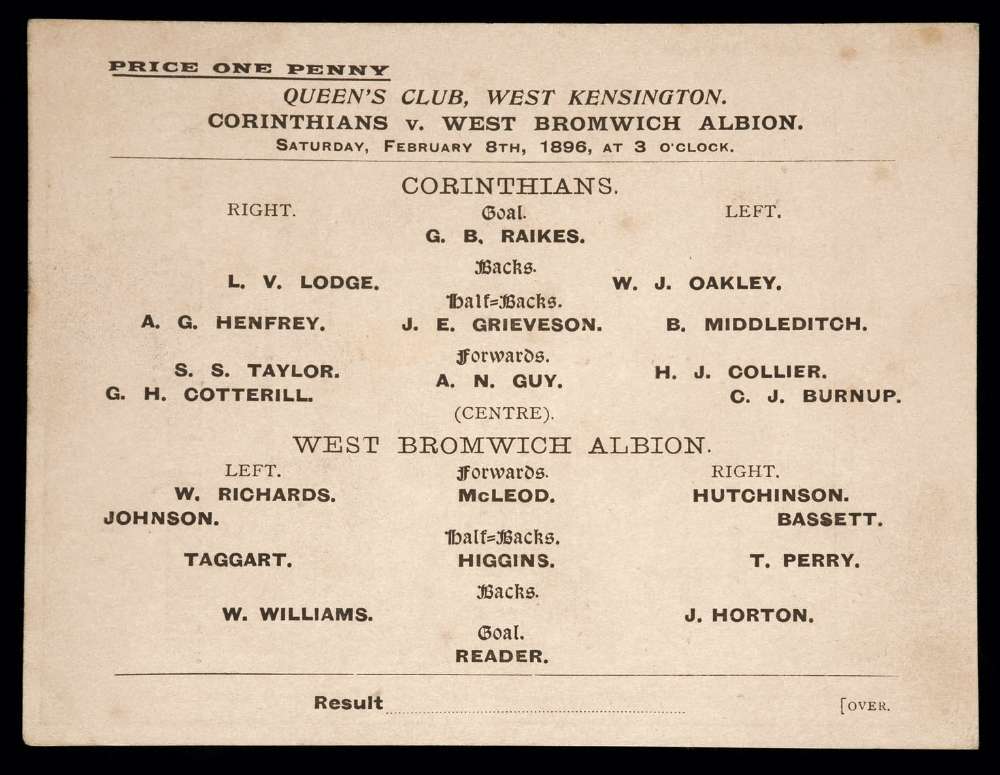 PRICE ONE PENNY
QUEEN'S CLUB, WEST KENSINGTON.
CORINTHIANS v. WEST BROMWICH ALBION.
SATURDAY, FEBRUARY 8TH, 1896, AT 3 O'CLOCK.
CORINTHIANS.
RIGHT. Goal. LEFT.
G. B. RAIKES.
Backs.
L. V. LODGE. W. J. OAKLEY.
Half=Backs.
A. G. HENFREY. J. E. GRIEVESON. B. MIDDLEDITCH.
Forwards.
S. S. TAYLOR. A. N. GUY. H. J. COLLIER.
G. H. COTTERILL. C. J. BURNUP.
(CENTRE).
WEST BROMWICH ALBION.
LEFT. Forwards. RIGHT.
W. RICHARDS. McLEOD. HUTCHINSON.
JOHNSON. BASSETT.
Half=Backs.
TAGGART. HIGGINS. T. PERRY.
Backs.
W. WILLIAMS. J. HORTON.
Goal.
READER.
Result [OVER.